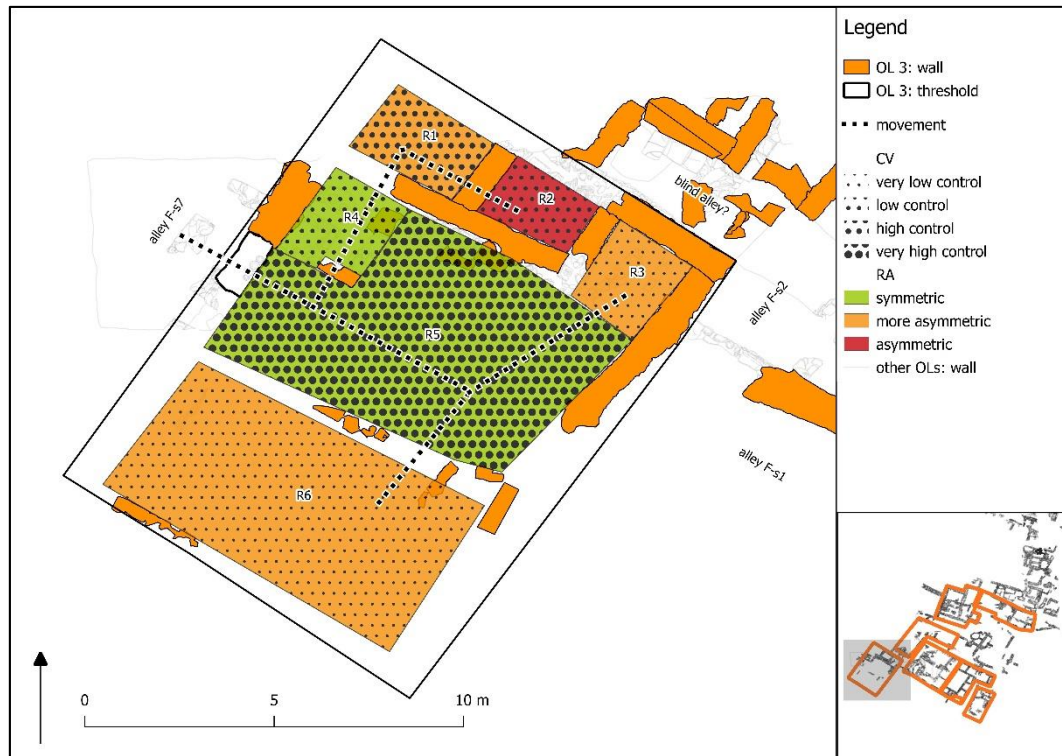 R1
R2
R3
R4
R5
R6
alley F-s7
blind alley?
alley F-s2
alley F-s1
0
5
10 m
Legend
OL 3: wall
OL 3: threshold
movement
CV
very low control
low control
high control
very high control
RA
symmetric
more asymmetric
asymmetric
other OLs: wall